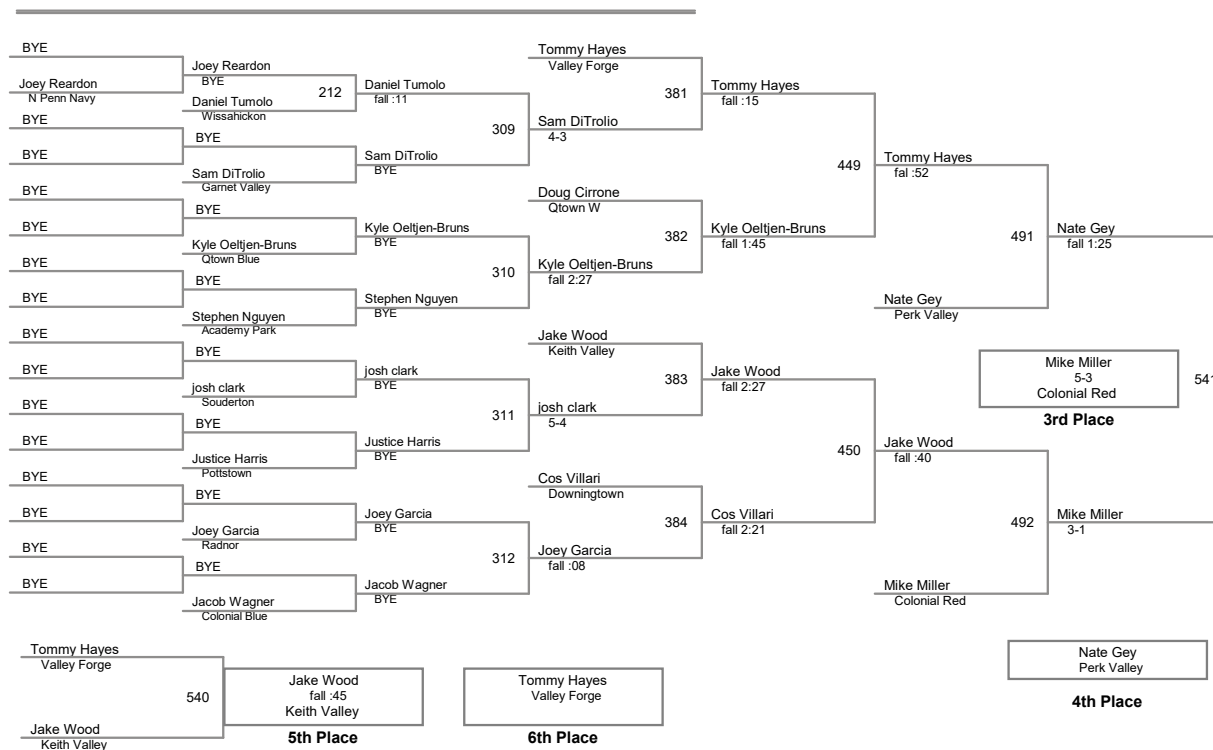 BYE
Joey Reardon
N Penn Navy
BYE
BYE
BYE
BYE
BYE
BYE
BYE
BYE
BYE
BYE
BYE
BYE
BYE
BYE
Joey Reardon
BYE
Daniel Tumolo
Wissahickon
BYE
Sam DiTrolio
Garnet Valley
BYE
Kyle Oeltjen-Bruns
Qtown Blue
BYE
Stephen Nguyen
Academy Park
BYE
josh clark
Souderton
BYE
Justice Harris
Pottstown
BYE
Joey Garcia
Radnor
BYE
Jacob Wagner
Colonial Blue
212
Daniel Tumolo
fall :11
Sam DiTrolio
BYE
Kyle Oeltjen-Bruns
BYE
Stephen Nguyen
BYE
josh clark
BYE
Justice Harris
BYE
Joey Garcia
BYE
Jacob Wagner
BYE
309
310
311
312
Tommy Hayes
Valley Forge
Sam DiTrolio
4-3
Doug Cirrone
Qtown W
Kyle Oeltjen-Bruns
fall 2:27
Jake Wood
Keith Valley
josh clark
5-4
Cos Villari
Downingtown
Joey Garcia
fall :08
381
382
383
384
Tommy Hayes
fall :15
Kyle Oeltjen-Bruns
fall 1:45
Jake Wood
fall 2:27
Cos Villari
fall 2:21
449
450
Tommy Hayes
fal :52
Nate Gey
Perk Valley
Jake Wood
fall :40
Mike Miller
Colonial Red
491
492
Nate Gey
fall 1:25
Mike Miller
3-1
Mike Miller
5-3
Colonial Red
541
3rd Place
Nate Gey
Perk Valley
4th Place
Tommy Hayes
Valley Forge
540
Jake Wood
Keith Valley
Jake Wood
fall :45
Keith Valley
5th Place
Tommy Hayes
Valley Forge
6th Place